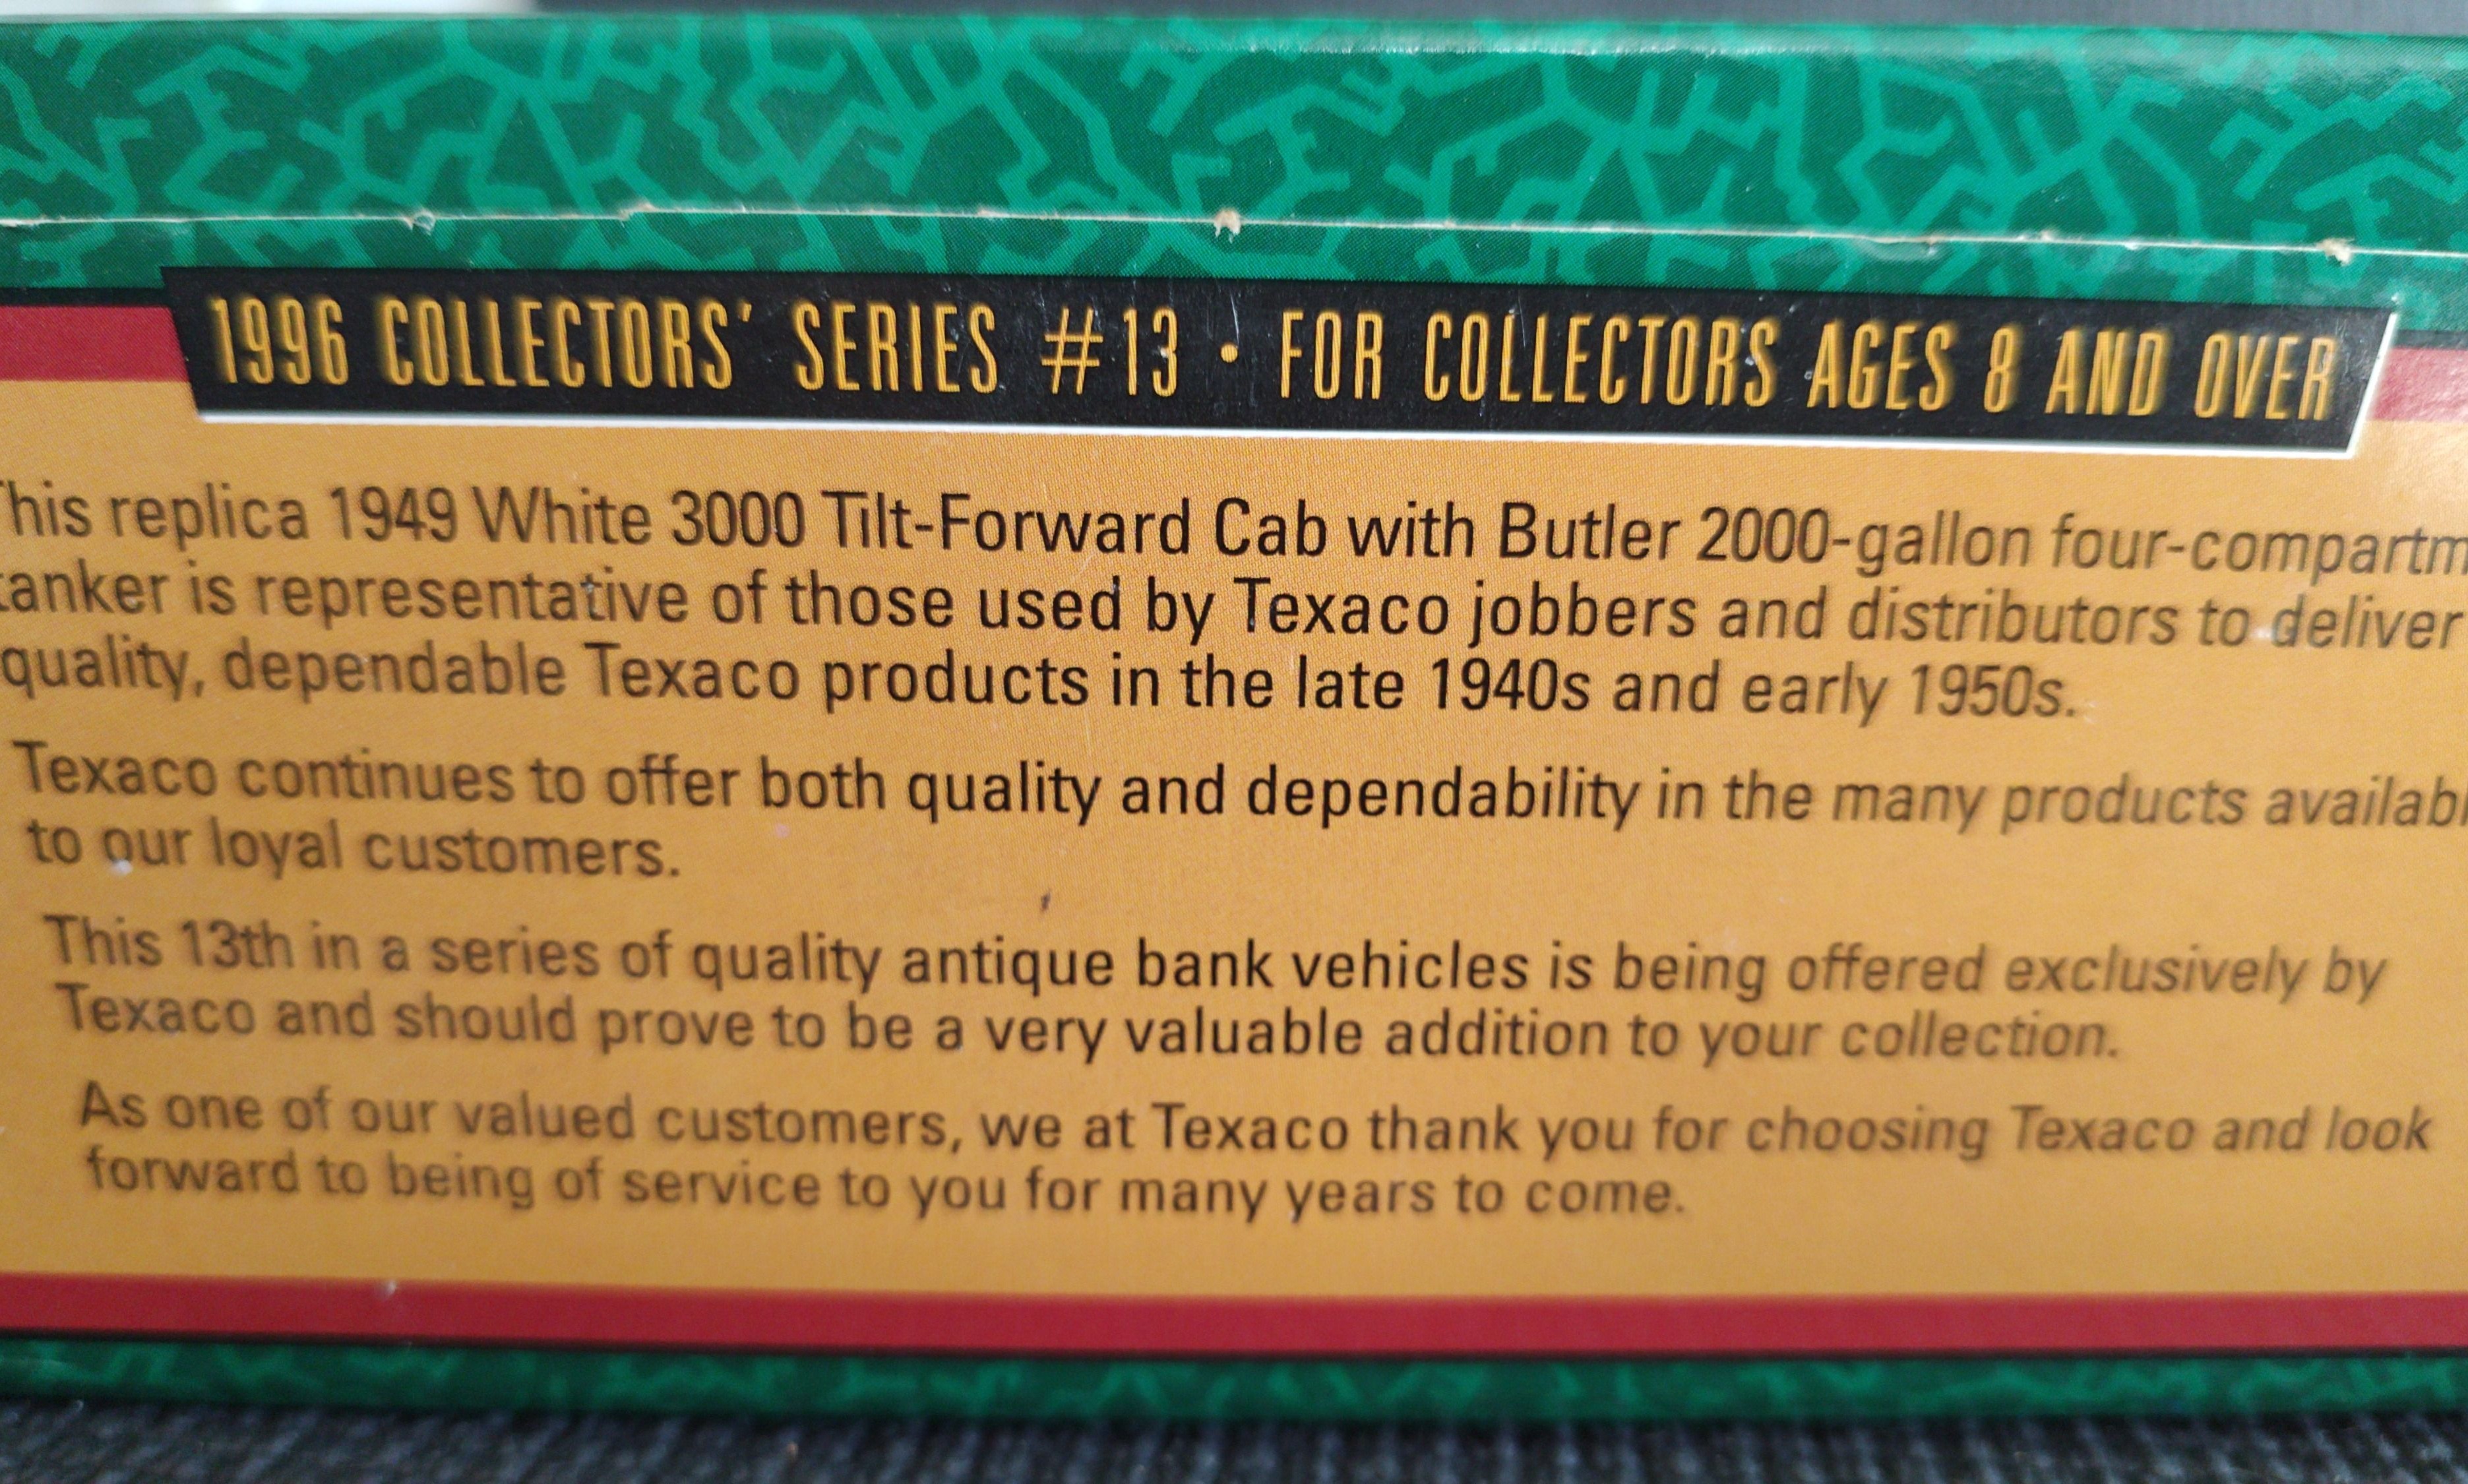 1996 COLLECTORS' SERIES #13 • FOR COLLECTORS AGES 8 AND OVER
This replica 1949 White 3000 Tilt-Forward Cab with Butler 2000-gallon four-compartm
tanker is representative of those used by Texaco jobbers and distributors to deliver
quality, dependable Texaco products in the late 1940s and early 1950s.
Texaco continues to offer both quality and dependability in the many products availabl
to our loyal customers.
This 13th in a series of quality antique bank vehicles is being offered exclusively by
Texaco and should prove to be a very valuable addition to your collection.
As one of our valued customers, we at Texaco thank you for choosing Texaco and look
forward to being of service to you for many years to come.